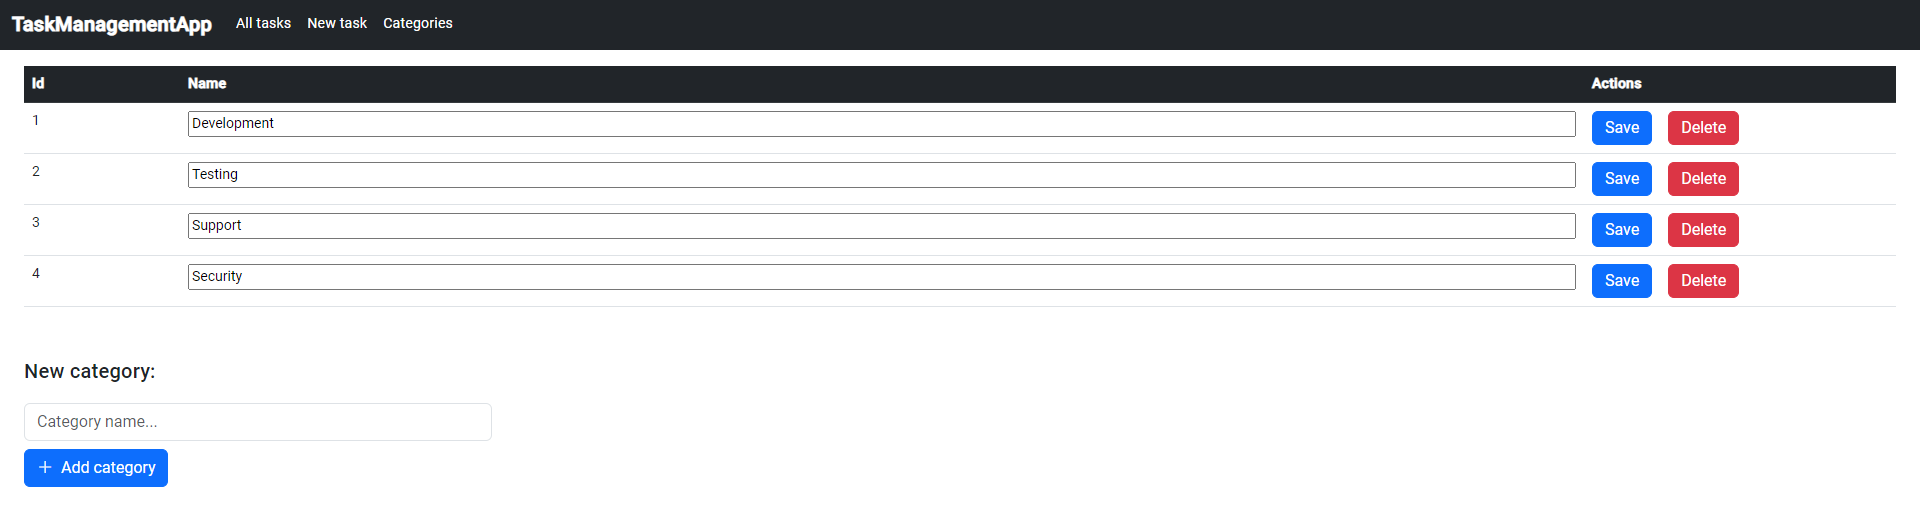 TaskManagementApp All tasks New task Categories
Id Name Actions
1 Development Save Delete
2 Testing Save Delete
3 Support Save Delete
4 Security Save Delete
New category:
Category name...
+ Add category